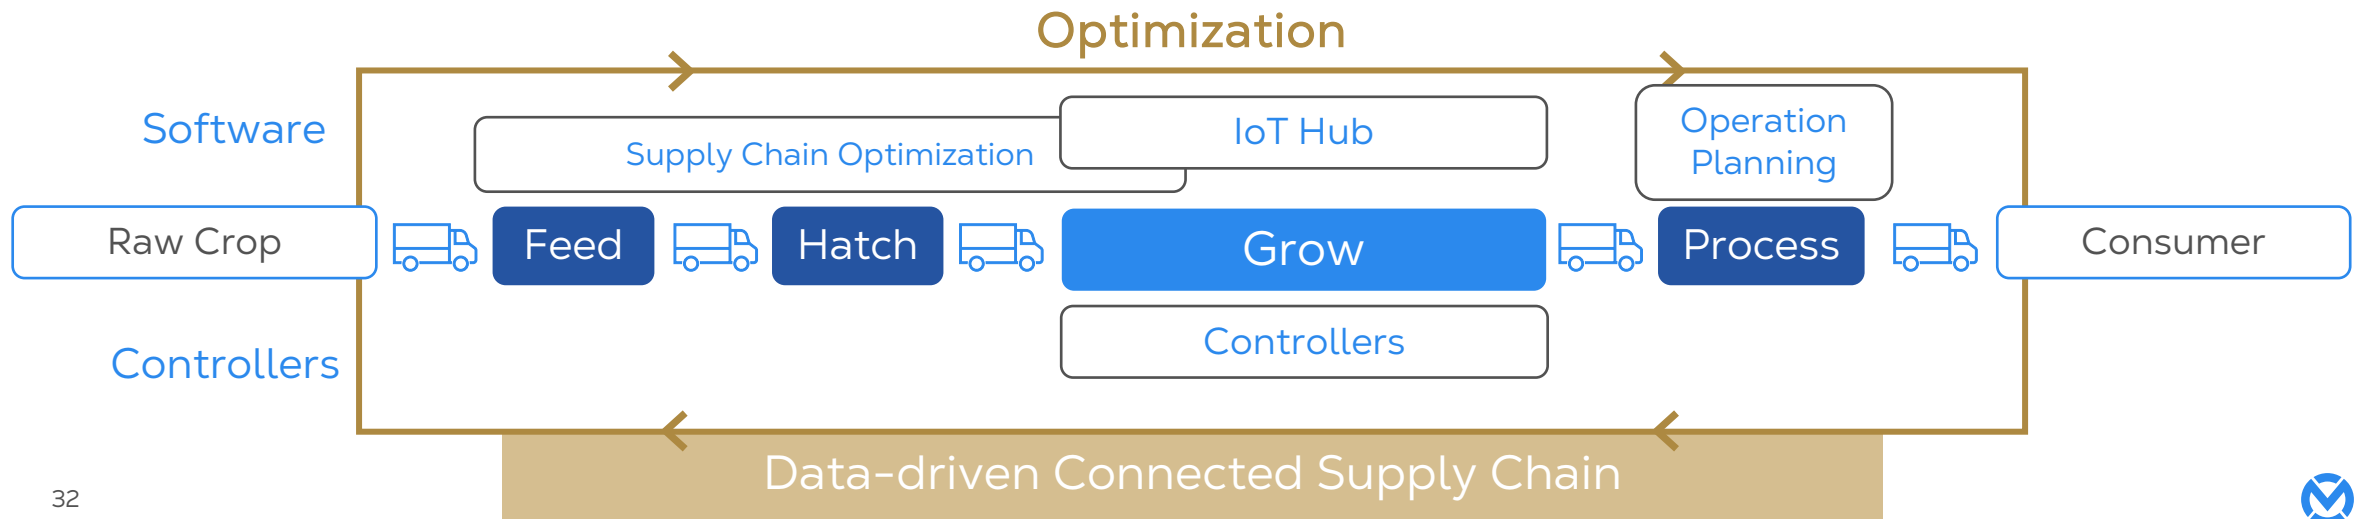 Optimization
Software
Supply Chain Optimization
IoT Hub
Operation
Planning
Raw Crop
Feed
Hatch
Grow
Process
Consumer
Controllers
Controllers
Data-driven Connected Supply Chain
32